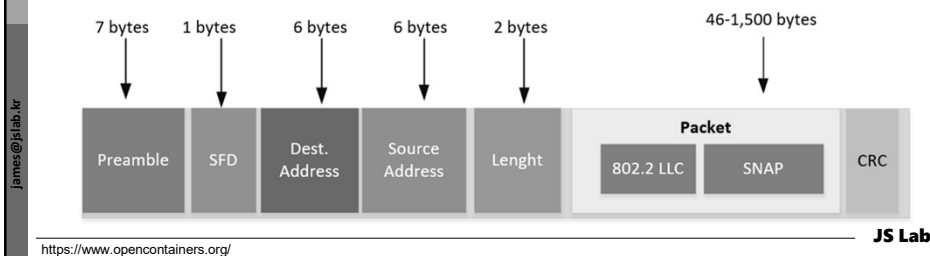 7 bytes 1 bytes 6 bytes 6 bytes 2 bytes 46-1,500 bytes
Preamble
SFD
Dest.
Address
Source
Address
Lenght
Packet
802.2 LLC
SNAP
CRC
james@jslab.kr
JS Lab
https://www.opencontainers.org/